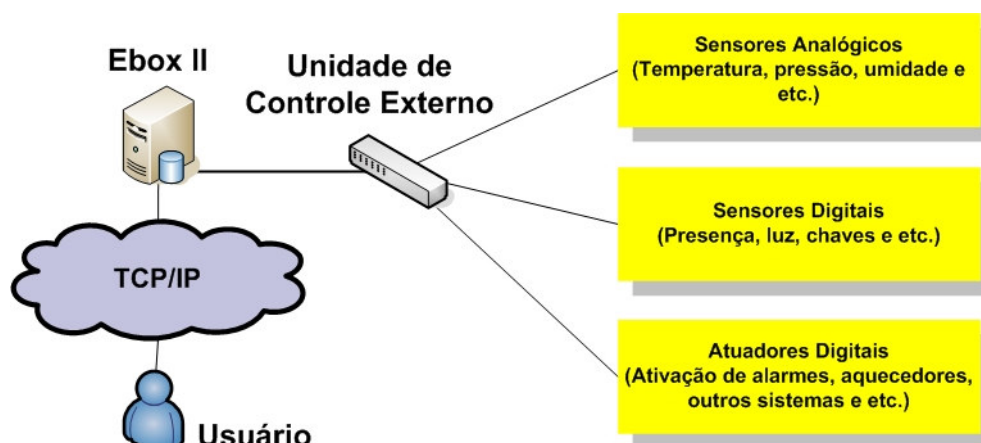 Ebox II
Unidade de
Controle Externo
Sensores Analógicos
(Temperatura, pressão, umidade e
etc.)
Sensores Digitais
(Presença, luz, chaves e etc.)
TCP/IP
Atuadores Digitais
(Ativação de alarmes, aquecedores,
outros sistemas e etc.)
Usuário